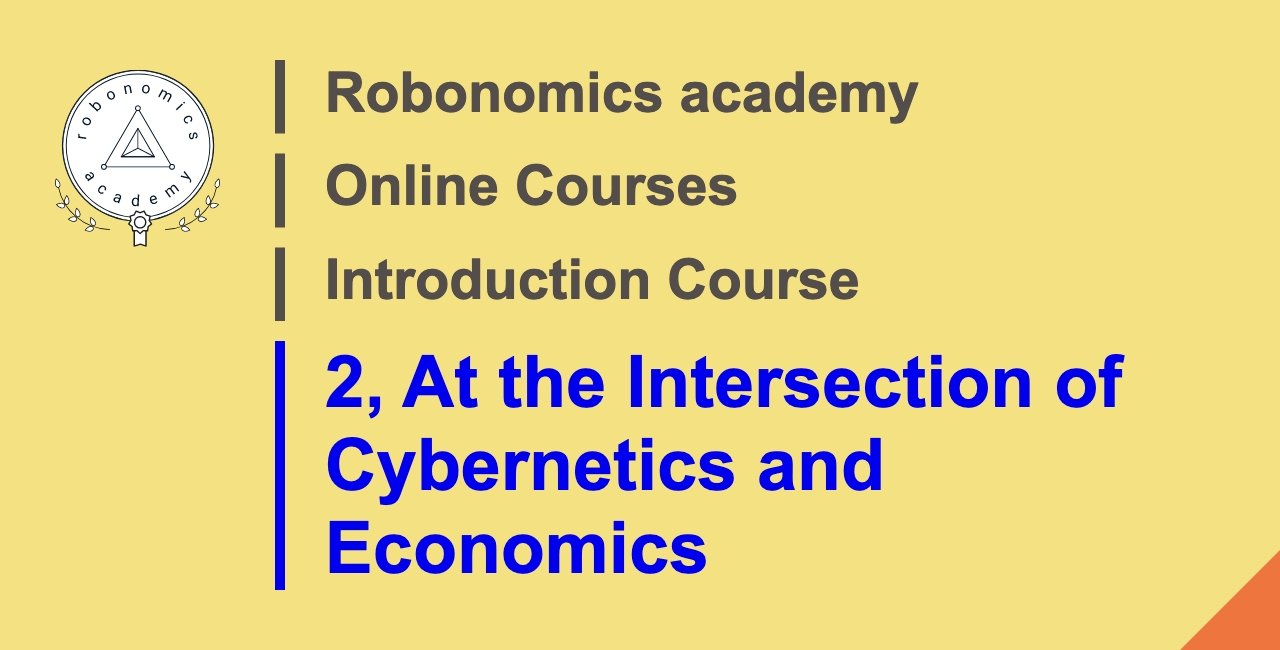 robonomics
academy
Robonomics academy
Online Courses
Introduction Course
2, At the Intersection of
Cybernetics and
Economics